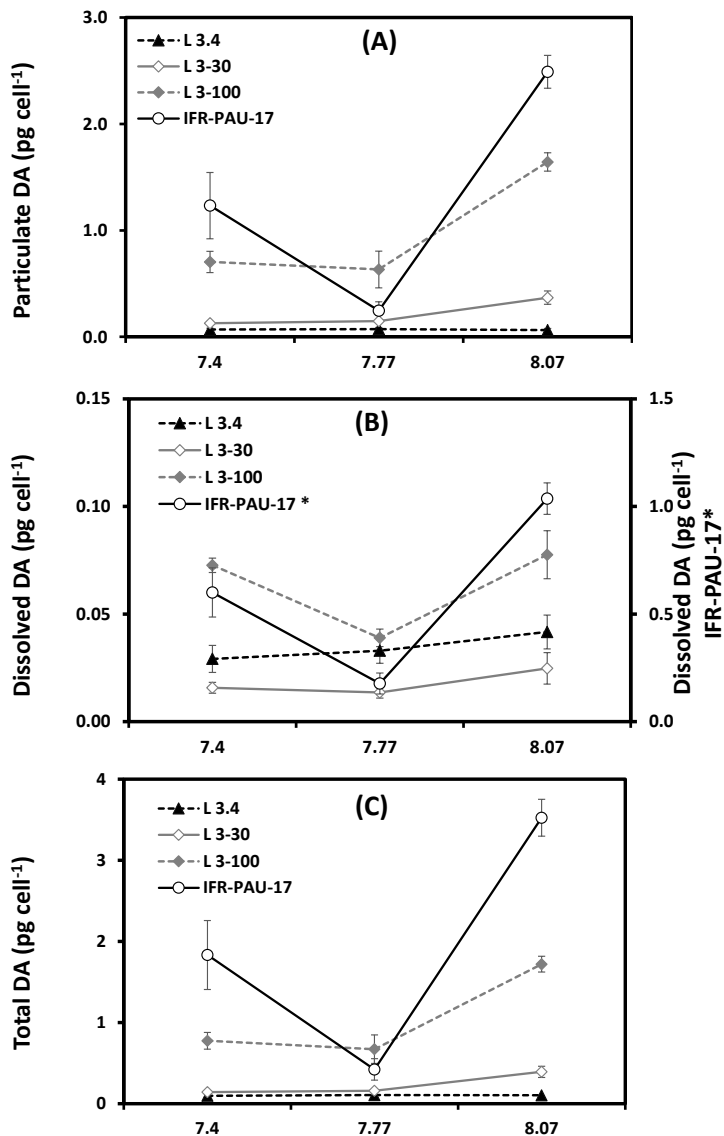 (A)
L 3.4
L 3-30
L 3-100
IFR-PAU-17
Particulate DA (pg cell⁻¹)
3.0
2.0
1.0
0.0
7.4 7.77 8.07
(B)
L 3.4
L 3-30
L 3-100
IFR-PAU-17 *
Dissolved DA (pg cell⁻¹)
0.15
0.10
0.05
0.00
1.5
1.0
0.5
0.0
Dissolved DA (pg cell⁻¹)
IFR-PAU-17*
7.4 7.77 8.07
(C)
L 3.4
L 3-30
L 3-100
IFR-PAU-17
Total DA (pg cell⁻¹)
4
3
2
1
0
7.4 7.77 8.07